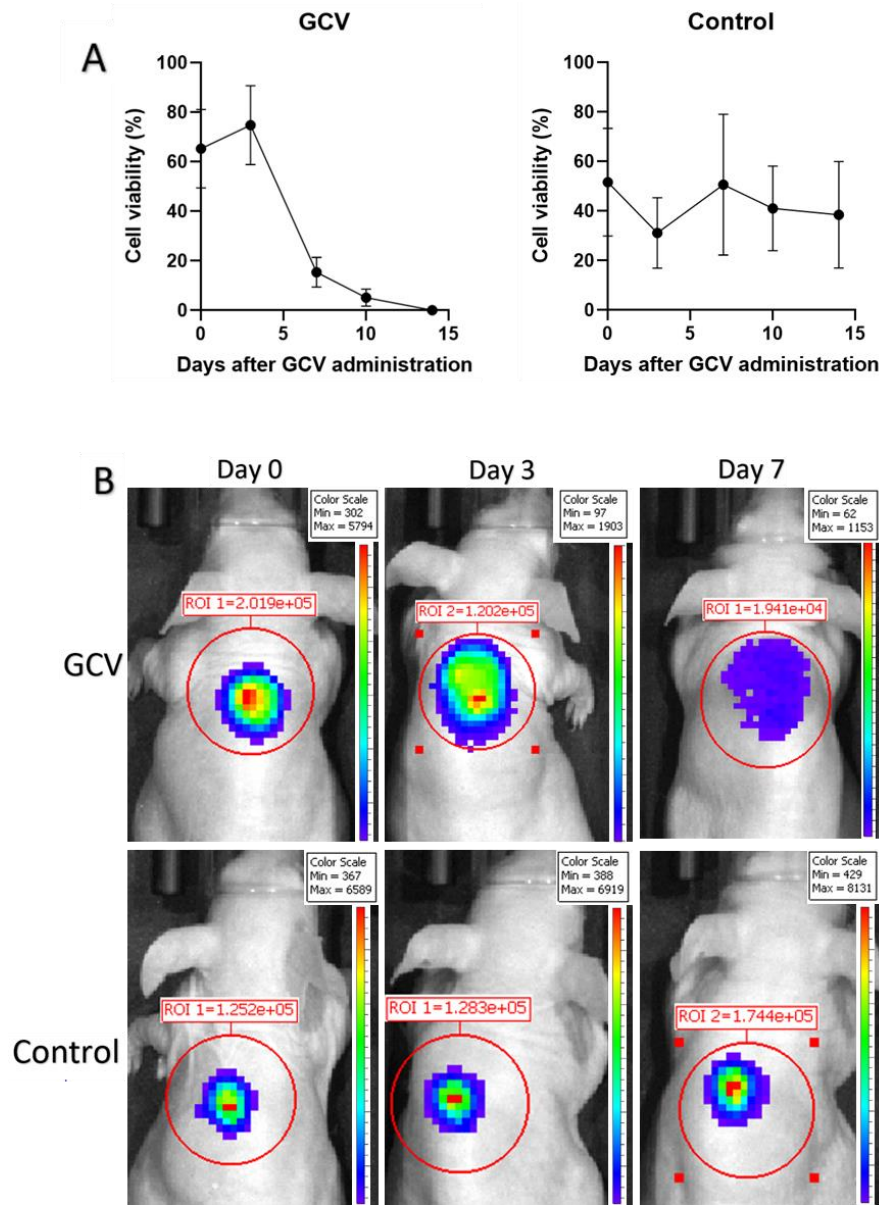 A
GCV
Cell viability (%)
100
80
60
40
20
0
0 5 10 15
Days after GCV administration
Control
Cell viability (%)
100
80
60
40
20
0
0 5 10 15
Days after GCV administration
B
Day 0 Day 3 Day 7
GCV
Color Scale
Min = 302
Max = 5794
ROI 1=2.019e+05
Color Scale
Min = 97
Max = 1903
ROI 2=1.202e+05
Color Scale
Min = 62
Max = 1153
ROI 1=1.941e+04
Control
Color Scale
Min = 367
Max = 6589
ROI 1=1.252e+05
Color Scale
Min = 388
Max = 6919
ROI 1=1.283e+05
Color Scale
Min = 429
Max = 8131
ROI 2=1.744e+05